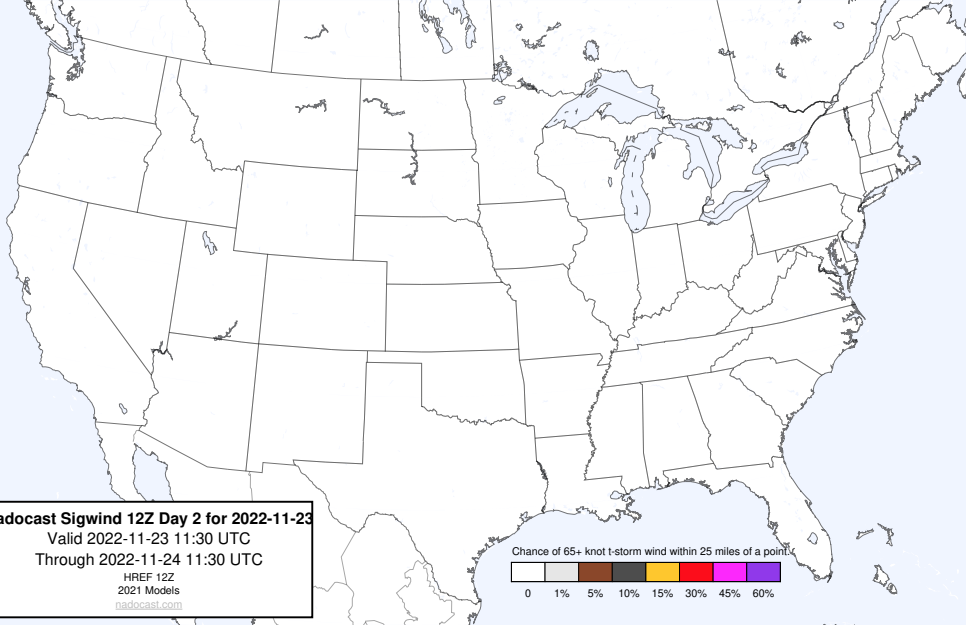 adocast Sigwind 12Z Day 2 for 2022-11-23
Valid 2022-11-23 11:30 UTC
Through 2022-11-24 11:30 UTC
HREF 12Z
2021 Models
nadocast.com
Chance of 65+ knot t-storm wind within 25 miles of a point.
0 1% 5% 10% 15% 30% 45% 60%